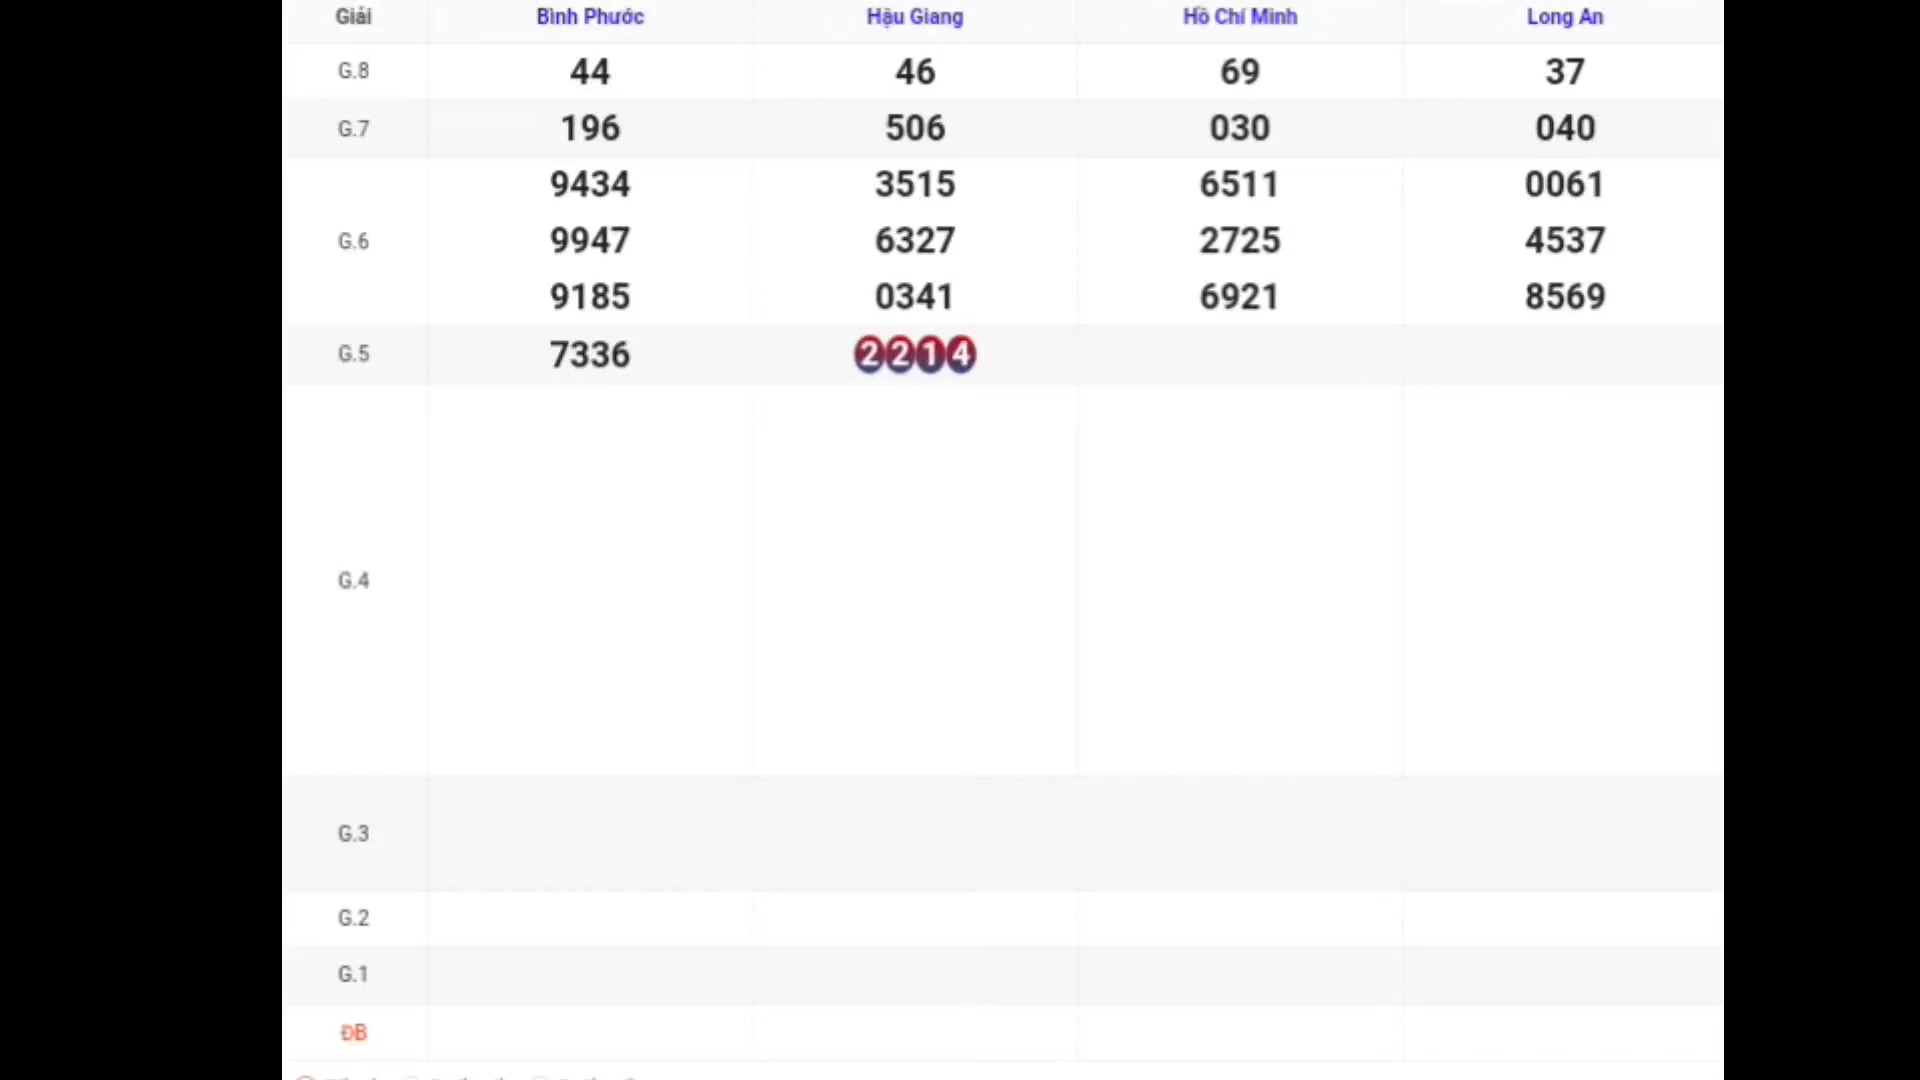 Giải Bình Phước Hậu Giang Hồ Chí Minh Long An
G.8 44 46 69 37
G.7 196 506 030 040
9434 3515 6511 0061
G.6 9947 6327 2725 4537
9185 0341 6921 8569
G.5 7336 2214
G.4
G.3
G.2
G.1
ĐB